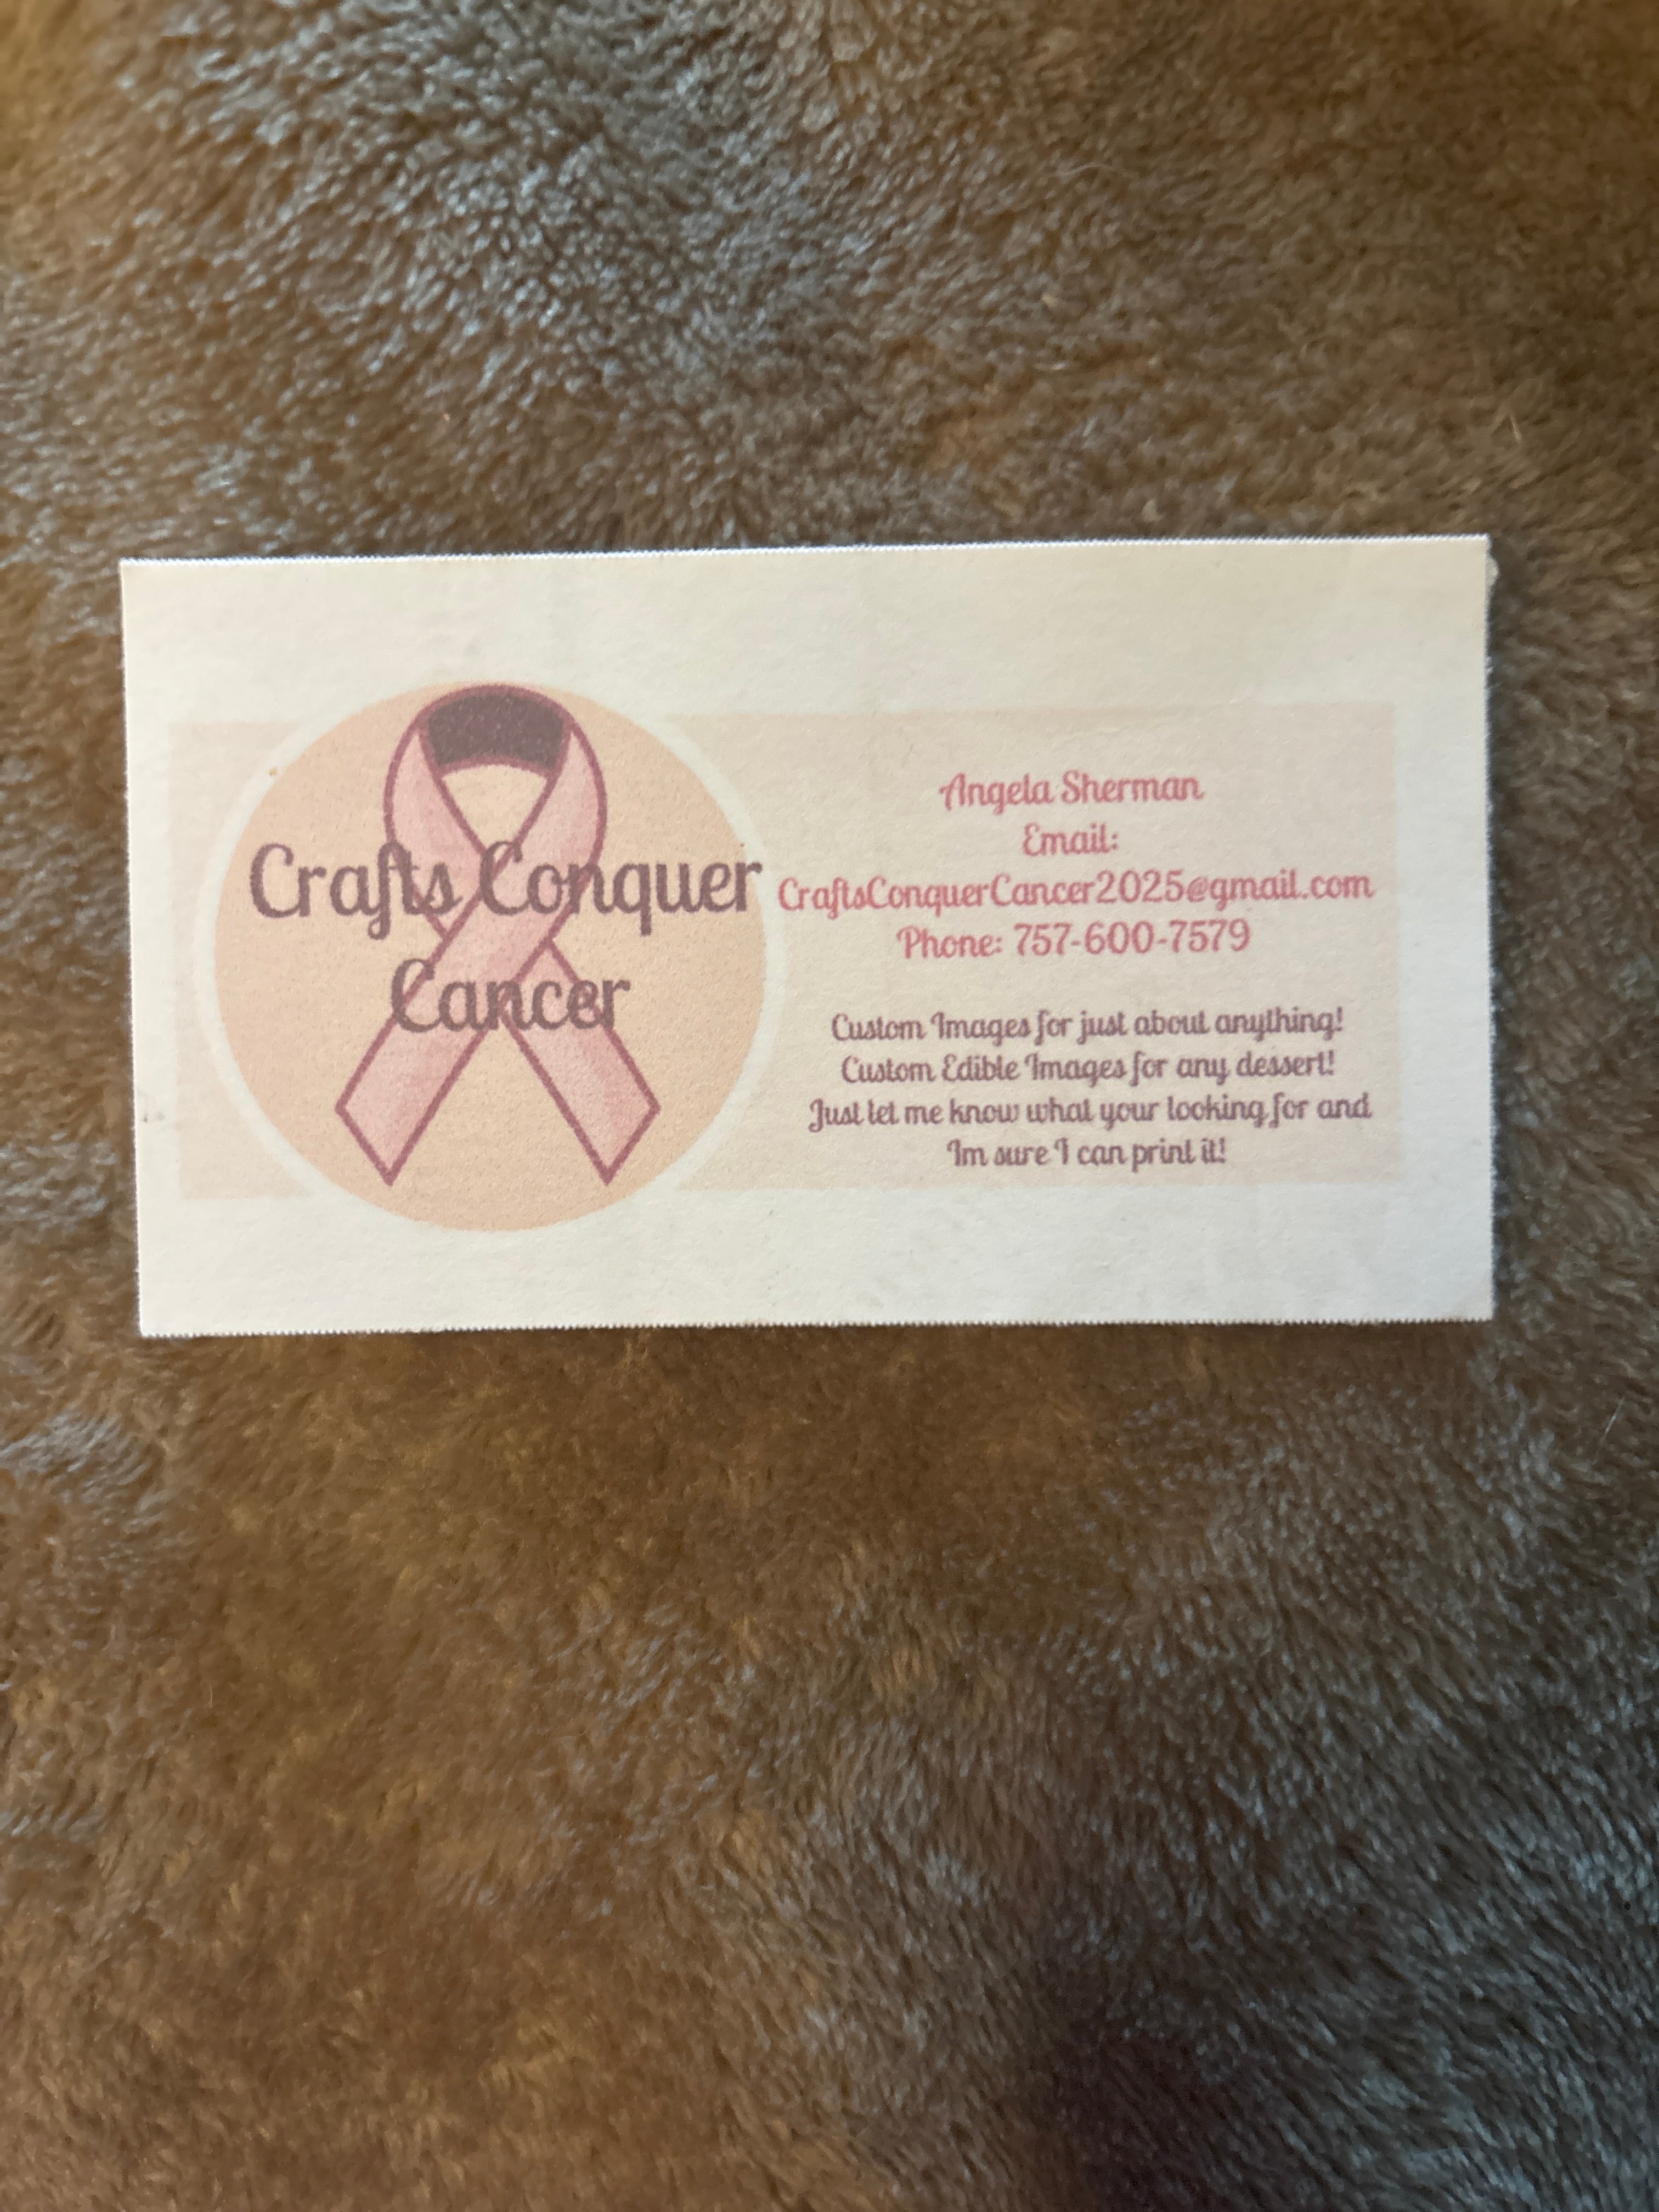 Crafts Conquer
Cancer
Angela Sherman
Email:
CraftsConquerCancer2025@gmail.com
Phone: 757-600-7579
Custom Images for just about anything!
Custom Edible Images for any dessert!
Just let me know what your looking for and
Im sure I can print it!